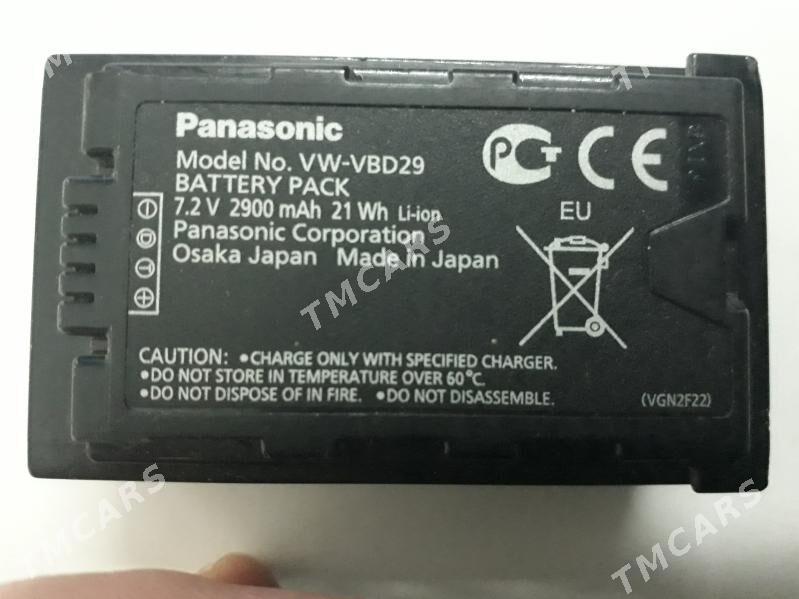 Panasonic
Model No. VW-VBD29
BATTERY PACK
7.2 V 2900 mAh 21 Wh Li-ion
Panasonic Corporation
Osaka Japan Made in Japan
PCT CE
EU
CAUTION: •CHARGE ONLY WITH SPECIFIED CHARGER.
•DO NOT STORE IN TEMPERATURE OVER 60°C.
•DO NOT DISPOSE OF IN FIRE. •DO NOT DISASSEMBLE.
(VGN2F22)
TMCARS
TMCARS
TMCARS